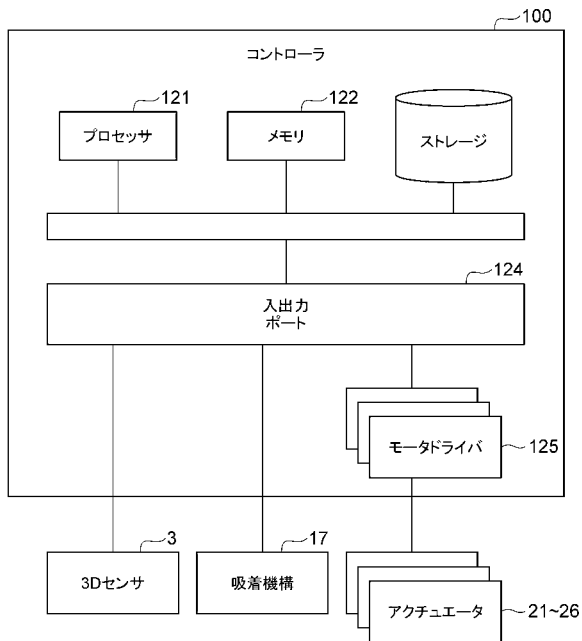 100
コントローラ
121
プロセッサ
122
メモリ
ストレージ
124
入出力
ポート
モータドライバ
125
3
3Dセンサ
17
吸着機構
アクチュエータ
21~26